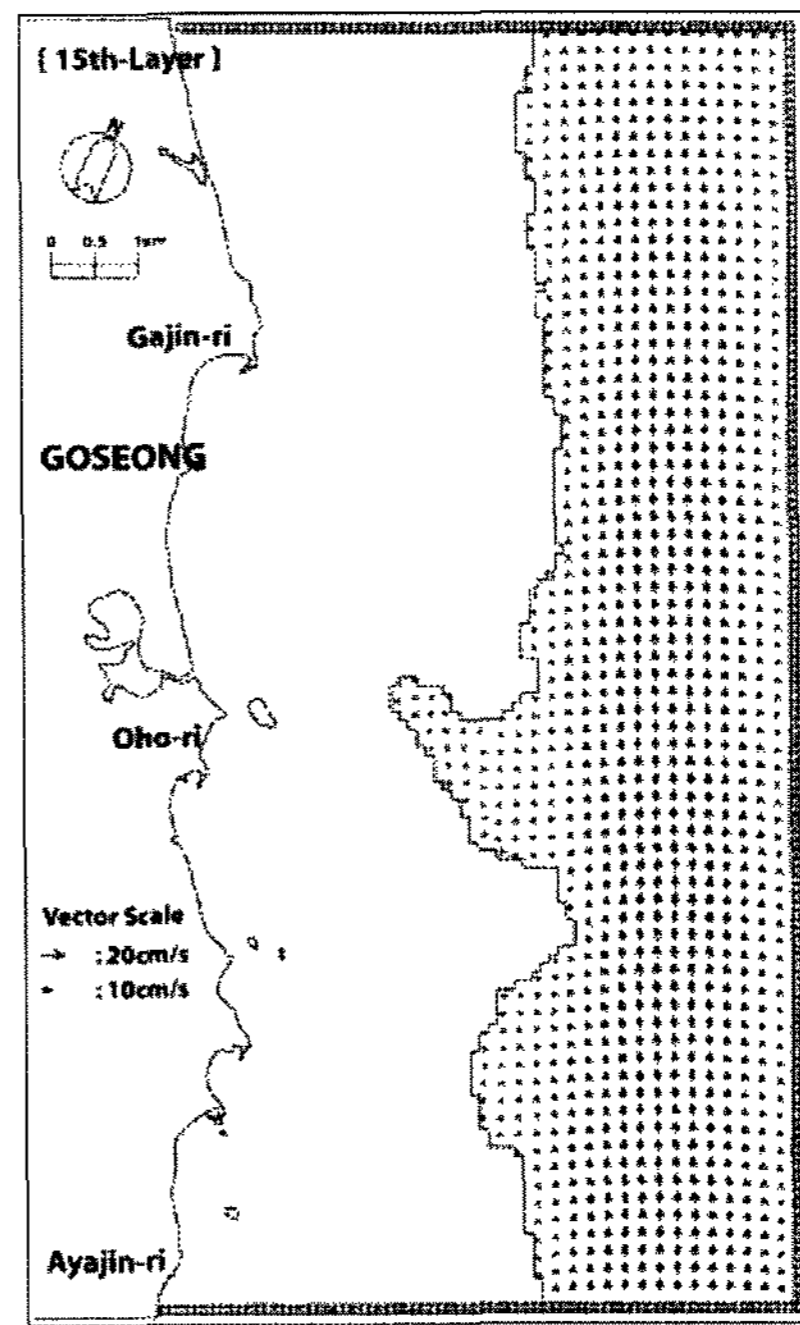 [ 15th-Layer ]
N
0 0.5 1km
Gajin-ri
GOSEONG
Oho-ri
Vector Scale
: 20cm/s
: 10cm/s
Ayajin-ri